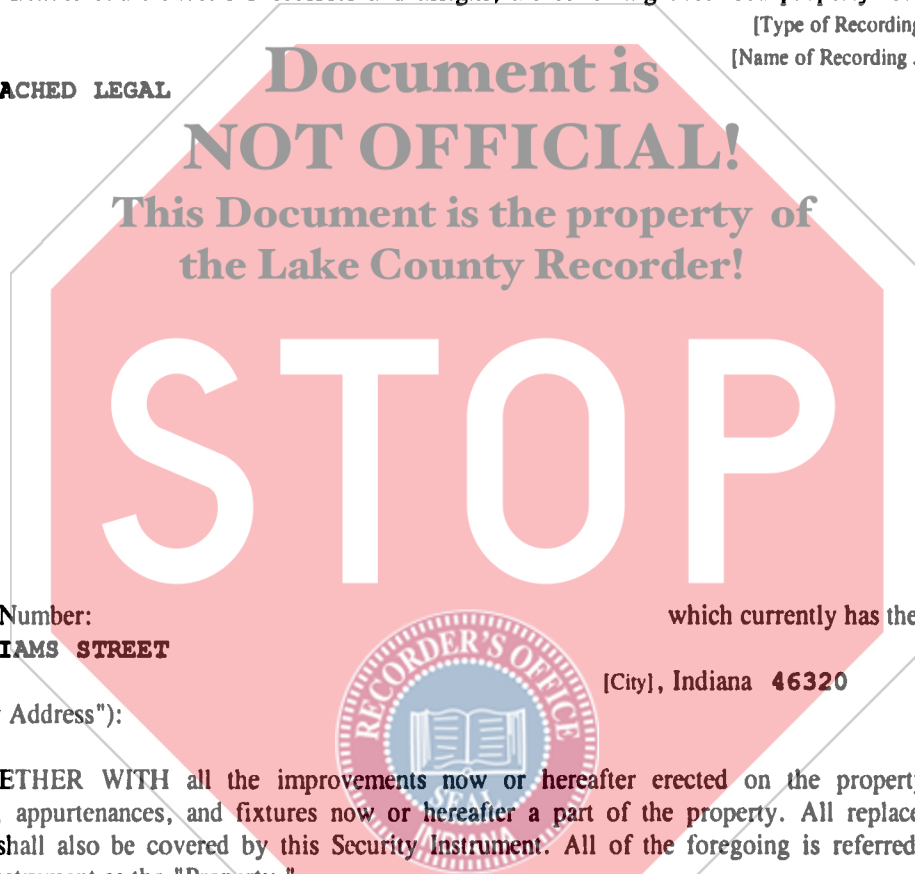 [Type of Recording
[Name of Recording
ACHED LEGAL
Document is
NOT OFFICIAL!
This Document is the property of
the Lake County Recorder!
STOP
Number: which currently has the
IAMS STREET
[City], Indiana 46320
Address"):
RECORDER'S OFFICE
SEAL
INDIANA
ETHER WITH all the improvements now or hereafter erected on the property
, appurtenances, and fixtures now or hereafter a part of the property. All replace
shall also be covered by this Security Instrument. All of the foregoing is referred
"Property."